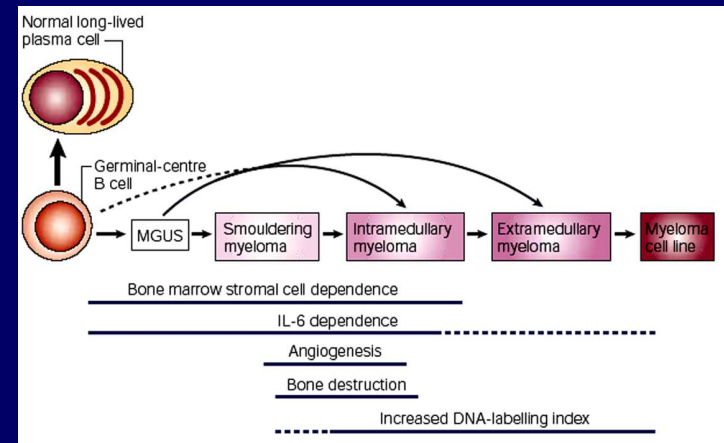 Normal long-lived
plasma cell
Germinal-centre
B cell
MGUS
Smouldering
myeloma
Intramedullary
myeloma
Extramedullary
myeloma
Myeloma
cell line
Bone marrow stromal cell dependence
IL-6 dependence
Angiogenesis
Bone destruction
Increased DNA-labelling index